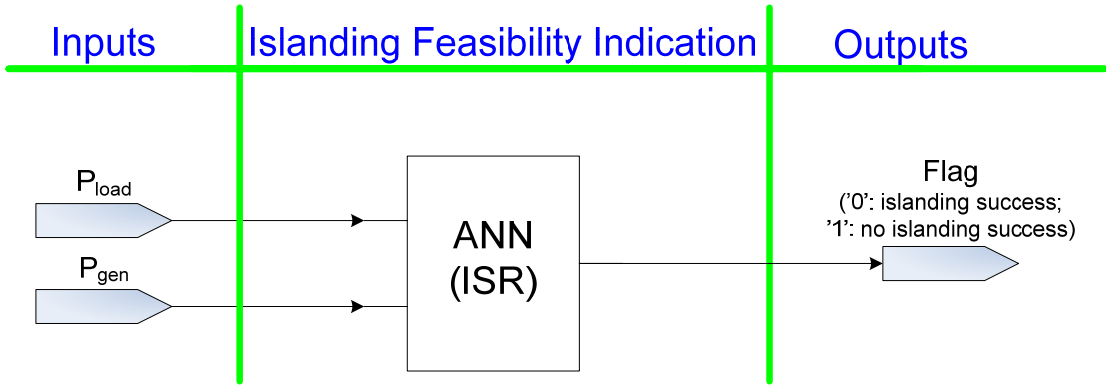 Inputs
Islanding Feasibility Indication
Outputs
Pload
Pgen
ANN
(ISR)
Flag
('0': islanding success;
'1': no islanding success)